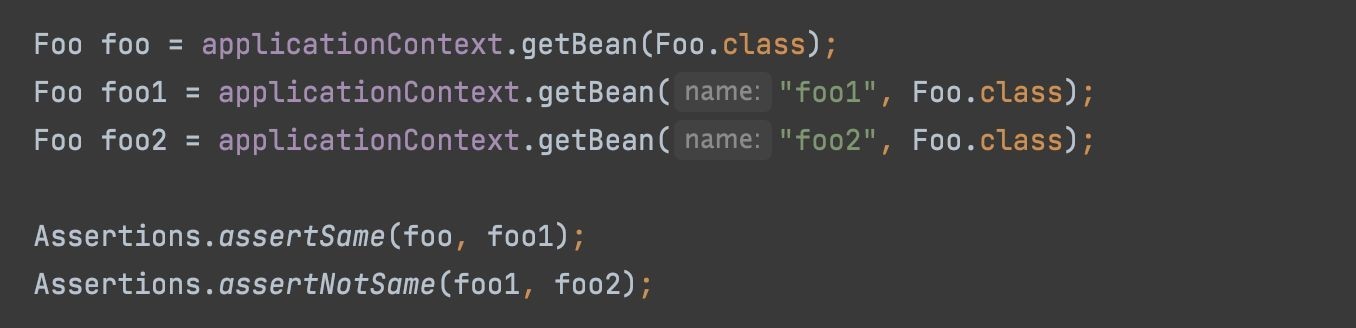 Foo foo = applicationContext.getBean(Foo.class);
Foo foo1 = applicationContext.getBean( name: "foo1", Foo.class);
Foo foo2 = applicationContext.getBean( name: "foo2", Foo.class);
Assertions.assertSame(foo, foo1);
Assertions.assertNotSame(foo1, foo2);